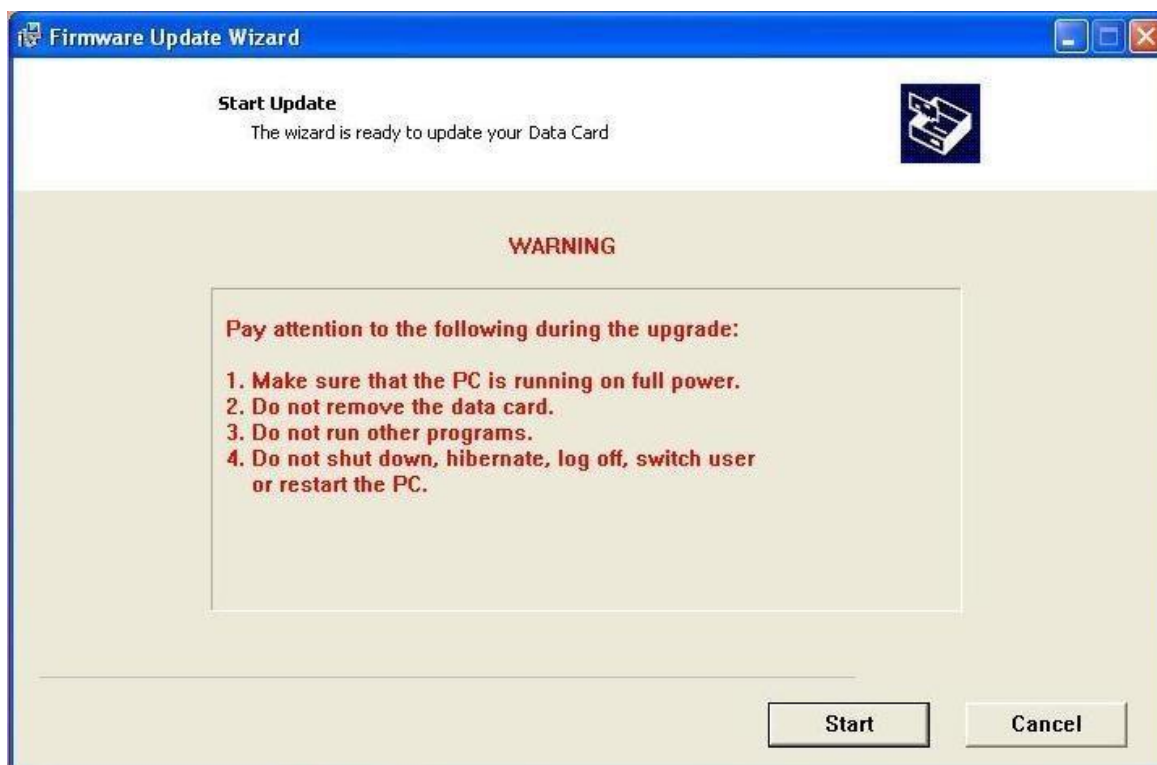 Firmware Update Wizard
Start Update
The wizard is ready to update your Data Card
WARNING
Pay attention to the following during the upgrade:
1. Make sure that the PC is running on full power.
2. Do not remove the data card.
3. Do not run other programs.
4. Do not shut down, hibernate, log off, switch user
or restart the PC.
Start
Cancel